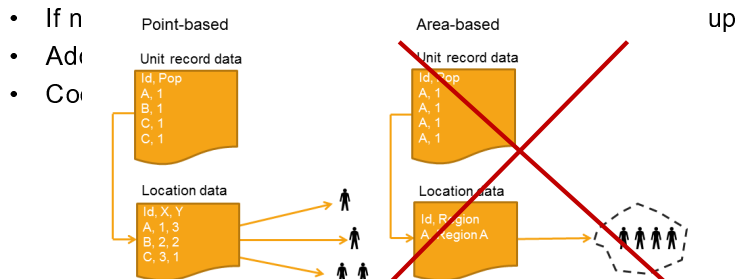 • If
up
•
•
Point-based
Unit record data
Id, Pop
A, 1
B, 1
C, 1
C, 1
Location data
Id, X, Y
A, 1, 3
B, 2, 2
C, 3, 1
Area-based
Unit record data
Id, Pop
A, 1
A, 1
A, 1
A, 1
Location data
Id, Region
A, Region A